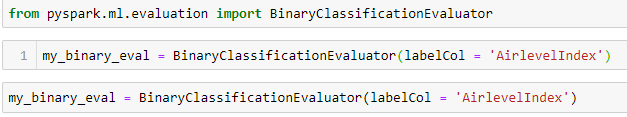 from pyspark.ml.evaluation import BinaryClassificationEvaluator
1 my_binary_eval = BinaryClassificationEvaluator(labelCol = 'AirlevelIndex')
my_binary_eval = BinaryClassificationEvaluator(labelCol = 'AirlevelIndex')